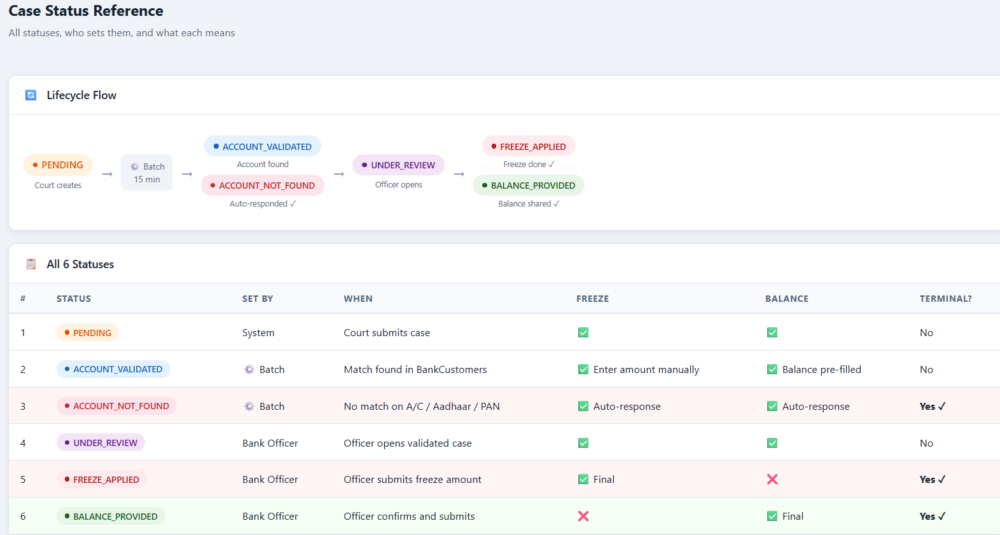 Case Status Reference
All statuses, who sets them, and what each means
Lifecycle Flow
PENDING
Court creates
→
Batch
15 min
→
ACCOUNT_VALIDATED
Account found
ACCOUNT_NOT_FOUND
Auto-responded ✓
→
UNDER_REVIEW
Officer opens
→
FREEZE_APPLIED
Freeze done ✓
BALANCE_PROVIDED
Balance shared ✓
All 6 Statuses
# STATUS SET BY WHEN FREEZE BALANCE TERMINAL?
1 PENDING System Court submits case ✅ ✅ No
2 ACCOUNT_VALIDATED Batch Match found in BankCustomers ✅ Enter amount manually ✅ Balance pre-filled No
3 ACCOUNT_NOT_FOUND Batch No match on A/C / Aadhaar / PAN ✅ Auto-response ✅ Auto-response Yes ✓
4 UNDER_REVIEW Bank Officer Officer opens validated case ✅ ✅ No
5 FREEZE_APPLIED Bank Officer Officer submits freeze amount ✅ Final ❌ Yes ✓
6 BALANCE_PROVIDED Bank Officer Officer confirms and submits ❌ ✅ Final Yes ✓